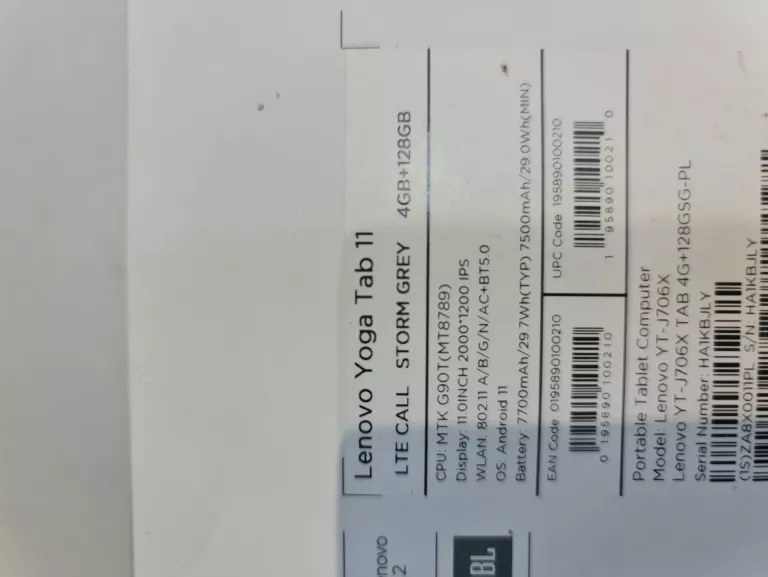 Lenovo Yoga Tab 11
LTE CALL STORM GREY 4GB+128GB
CPU: MTK G90T(MT8789)
Display: 11.0INCH 2000*1200 IPS
WLAN: 802.11 A/B/G/N/AC+BT5.0
OS: Android 11
Battery: 7700mAh/29.7Wh(TYP) 7500mAh/29.0Wh(MIN)
EAN Code 0195890100210
0 195890 100210
UPC Code 195890100210
1 95890 10021 0
Portable Tablet Computer
Model: Lenovo YT-J706X
Lenovo YT-J706X TAB 4G+128GSG-PL
Serial Number: HA1KBJLY
(1S)ZA8X0011PL S/N: HA1KBJLY
novo
2
BL